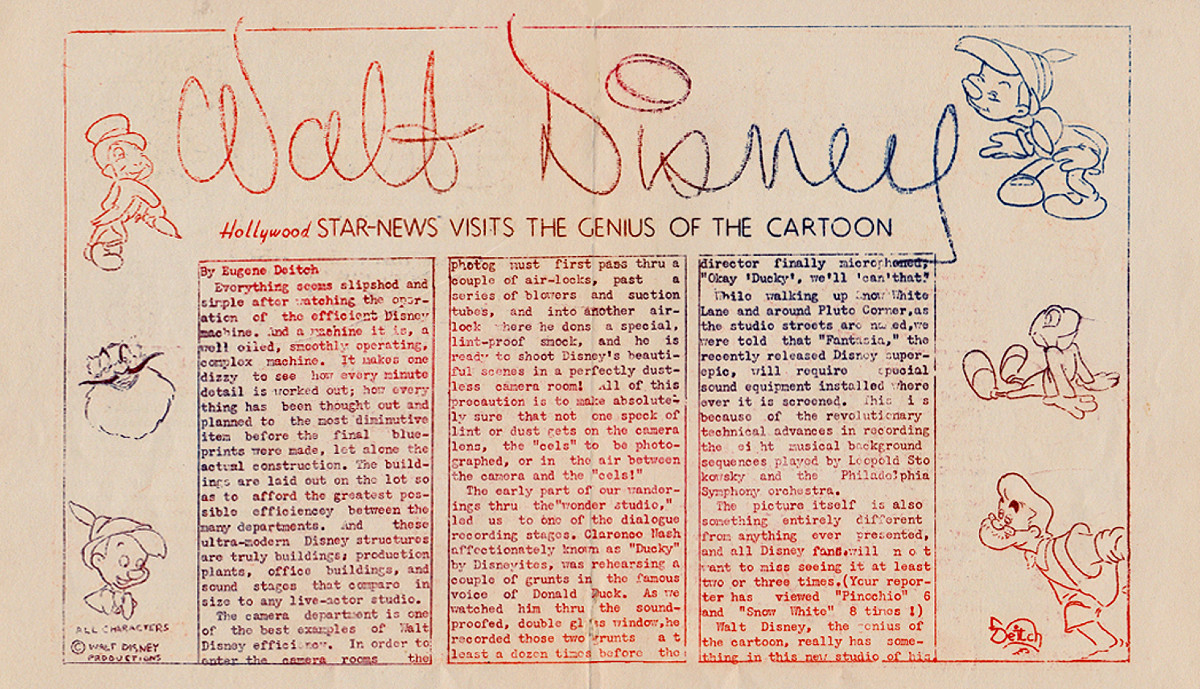 Walt Disney
Hollywood STAR-NEWS VISITS THE GENIUS OF THE CARTOON
By Eugene Deitch
Everything seems slipshod and
simple after watching the oper-
ation of the efficient Disney
machine. And a machine it is, a
well oiled, smoothly operating,
complex machine. It makes one
dizzy to see how every minute
detail is worked out; how every
thing has been thought out and
planned to the most diminutive
item before the final blue-
prints were made, let alone the
actual construction. The build-
ings are laid out on the lot so
as to afford the greatest pos-
sible efficiencey between the
many departments. And these
ultra-modern Disney structures
are truly buildings; production
plants, office buildings, and
sound stages that compare in
size to any live-actor studio.
The camera department is one
of the best examples of Walt
Disney efficiency. In order to
enter the camera rooms the
photog must first pass thru a
couple of air-locks, past a
series of blowers and suction
tubes, and into another air-
lock where he dons a special,
lint-proof smock, and he is
ready to shoot Disney's beauti-
ful scenes in a perfectly dust-
less camera room! All of this
precaution is to make absolute-
ly sure that not one speck of
lint or dust gets on the camera
lens, the "cels" to be photo-
graphed, or in the air between
the camera and the "cels!"
The early part of our wander-
ings thru the "wonder studio,"
led us to one of the dialogue
recording stages. Clarence Nash
affectionately known as "Ducky"
by Disneyites, was rehearsing a
couple of grunts in the famous
voice of Donald Duck. As we
watched him thru the sound-
proofed, double glass window, he
recorded those two grunts at
least a dozen times before the
director finally microphoned,
"Okay 'Ducky', we'll 'can' that!"
While walking up Snow White
Lane and around Pluto Corner, as
the studio streets are named, we
were told that "Fantasia," the
recently released Disney super-
epic, will require special
sound equipment installed where
ever it is screened. This is
because of the revolutionary
technical advances in recording
the eight musical background
sequences played by Leopold Sto
kowsky and the Philadelphia
Symphony orchestra.
The picture itself is also
something entirely different
from anything ever presented,
and all Disney fans will not
want to miss seeing it at least
two or three times. (Your repor-
ter has viewed "Pinocchio" 6
and "Snow White" 8 times!)
Walt Disney, the genius of
the cartoon, really has some-
thing in this new studio of his
ALL CHARACTERS
© WALT DISNEY
PRODUCTIONS
Deitch